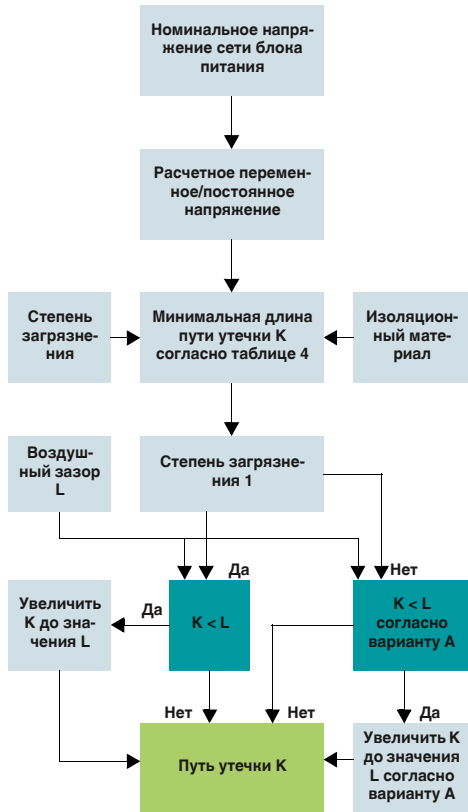 Номинальное напря-
жение сети блока
питания
Расчетное перемен-
ное/постоянное
напряжение
Степень
загрязне-
ния
Минимальная длина
пути утечки K
согласно таблице 4
Изоляцион-
ный мате-
риал
Воздуш-
ный зазор
L
Степень загрязне-
ния 1
Да
Нет
Увеличить
K до зна-
чения L
Да
K < L
K < L
согласно
варианту A
Нет
Нет
Да
Путь утечки K
Увеличить K
до значения
L согласно
варианту A